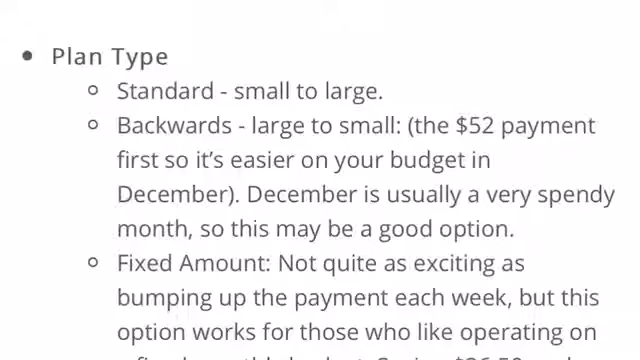 Plan Type
Standard - small to large.
Backwards - large to small: (the $52 payment
first so it's easier on your budget in
December). December is usually a very spendy
month, so this may be a good option.
Fixed Amount: Not quite as exciting as
bumping up the payment each week, but this
option works for those who like operating on